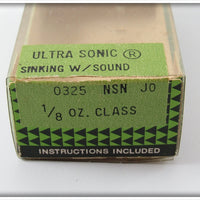 ULTRA SONIC ®
SINKING W/SOUND
0325 NSN JO
1/8 OZ. CLASS
INSTRUCTIONS INCLUDED